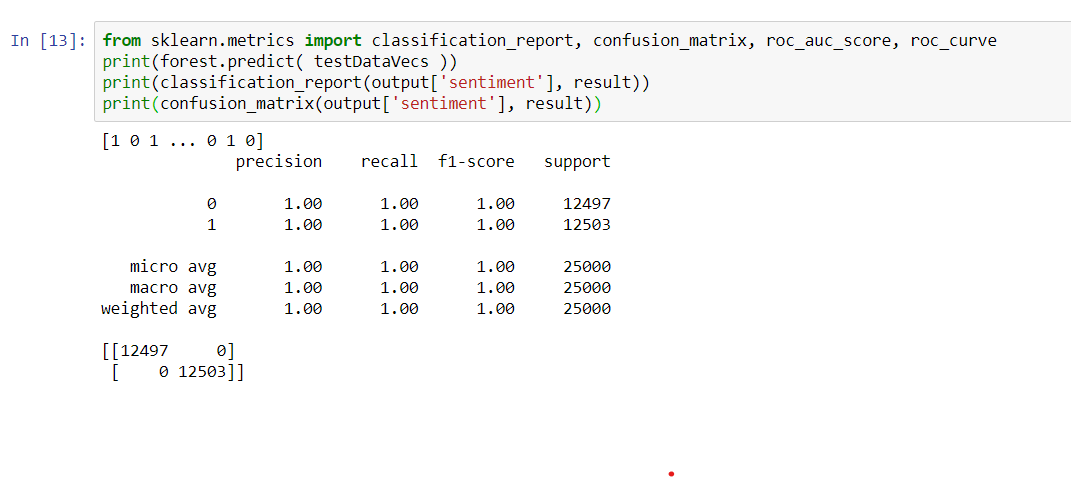 In [13]: from sklearn.metrics import classification_report, confusion_matrix, roc_auc_score, roc_curve
print(forest.predict( testDataVecs ))
print(classification_report(output['sentiment'], result))
print(confusion_matrix(output['sentiment'], result))
[1 0 1 ... 0 1 0]
precision recall f1-score support
0 1.00 1.00 1.00 12497
1 1.00 1.00 1.00 12503
micro avg 1.00 1.00 1.00 25000
macro avg 1.00 1.00 1.00 25000
weighted avg 1.00 1.00 1.00 25000
[[12497 0]
[ 0 12503]]